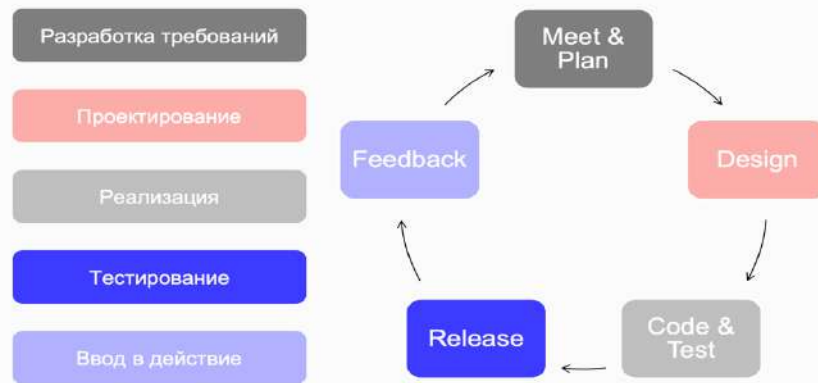 Разработка требований
Проектирование
Реализация
Тестирование
Ввод в действие
Meet &
Plan
Design
Code &
Test
Release
Feedback